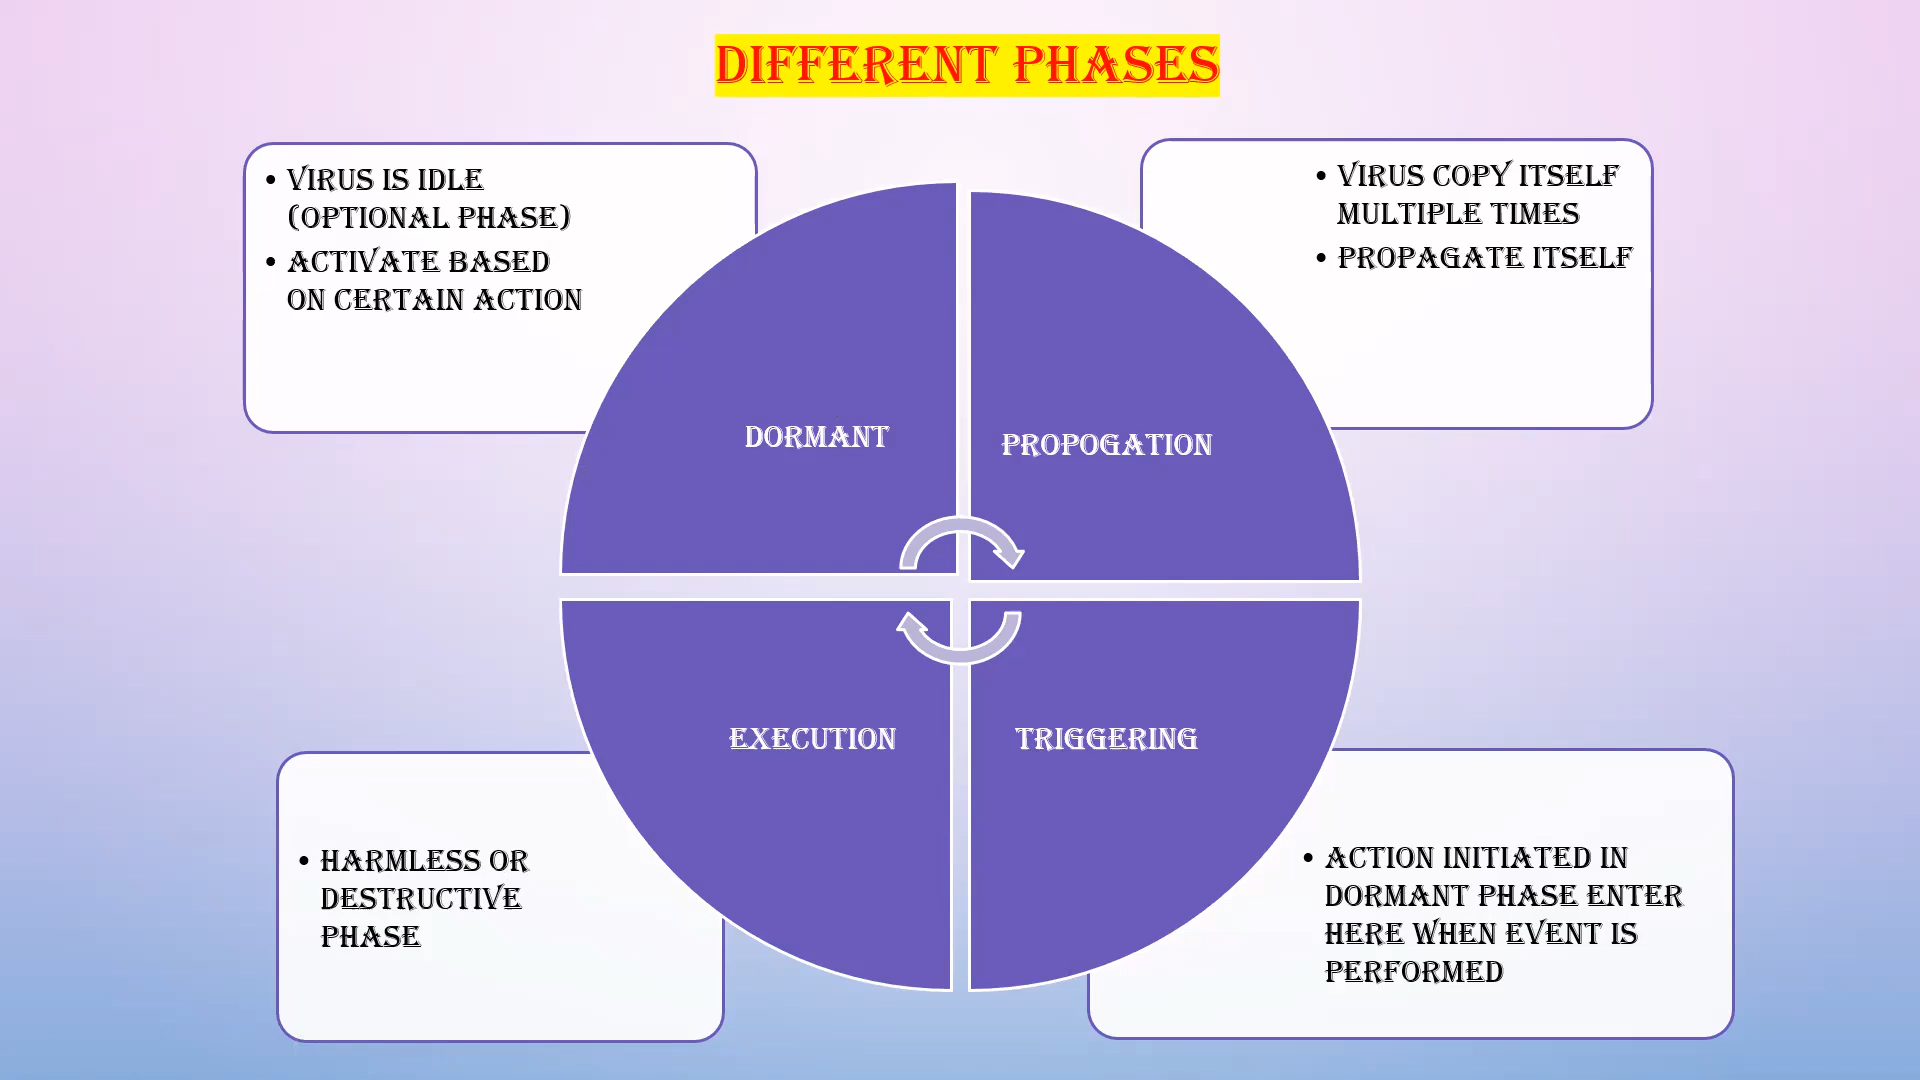 DIFFERENT PHASES
• VIRUS IS IDLE
(OPTIONAL PHASE)
• ACTIVATE BASED
ON CERTAIN ACTION
• VIRUS COPY ITSELF
MULTIPLE TIMES
• PROPAGATE ITSELF
DORMANT
PROPOGATION
EXECUTION
TRIGGERING
• HARMLESS OR
DESTRUCTIVE
PHASE
• ACTION INITIATED IN
DORMANT PHASE ENTER
HERE WHEN EVENT IS
PERFORMED